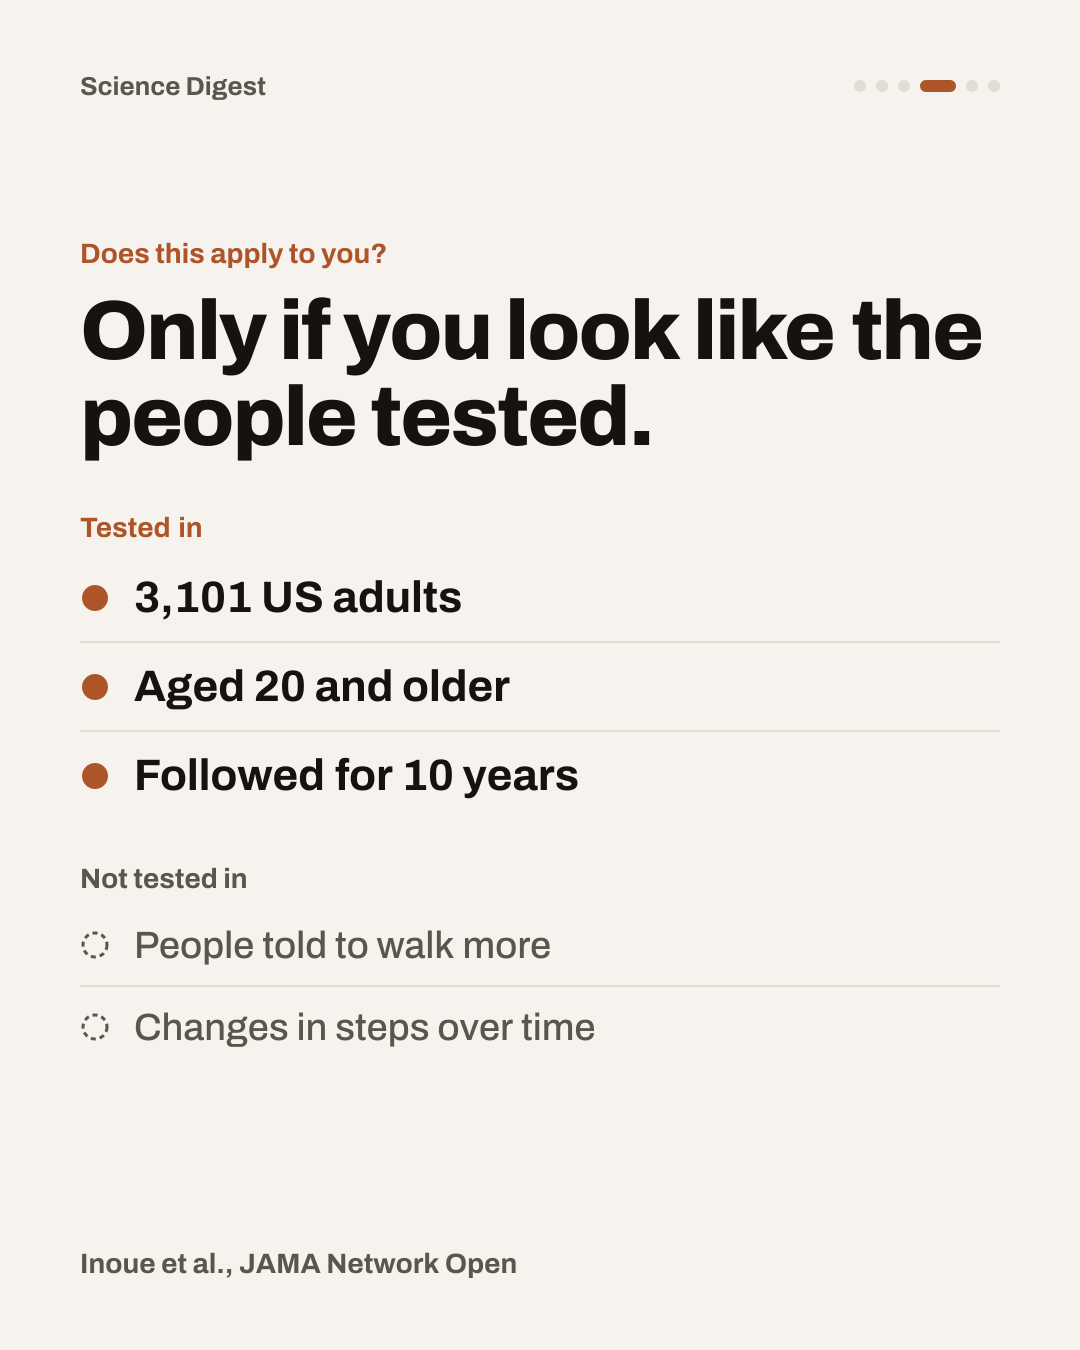 Science Digest
Does this apply to you?
Only if you look like the
people tested.
Tested in
3,101 US adults
Aged 20 and older
Followed for 10 years
Not tested in
People told to walk more
Changes in steps over time
Inoue et al., JAMA Network Open